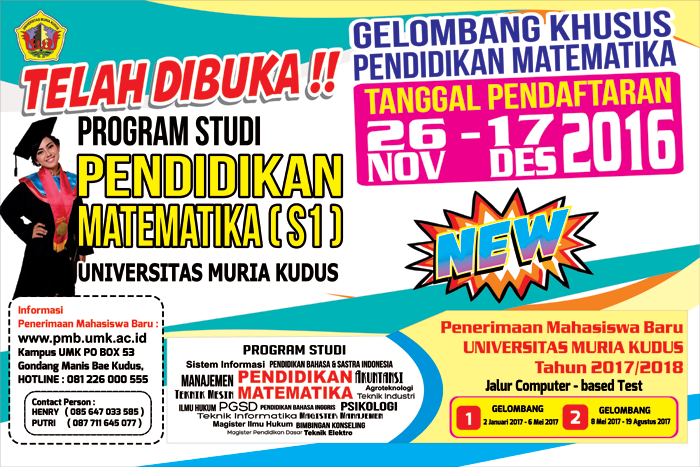 TELAH DIBUKA !!
PROGRAM STUDI
PENDIDIKAN
MATEMATIKA ( S1 )
UNIVERSITAS MURIA KUDUS
GELOMBANG KHUSUS
PENDIDIKAN MATEMATIKA
TANGGAL PENDAFTARAN
26 NOV - 17 DES 2016
NEW
Informasi
Penerimaan Mahasiswa Baru :
www.pmb.umk.ac.id
Kampus UMK PO BOX 53
Gondang Manis Bae Kudus,
HOTLINE : 081 226 000 555
Contact Person :
HENRY ( 085 647 033 585 )
PUTRI ( 087 711 645 077 )
PROGRAM STUDI
Sistem Informasi PENDIDIKAN BAHASA & SASTRA INDONESIA
MANAJEMEN PENDIDIKAN AKUNTANSI
Agroteknologi
TEKNIK MESIN MATEMATIKA Teknik Industri
ILMU HUKUM PGSD PENDIDIKAN BAHASA INGGRIS PSIKOLOGI
Teknik Informatika MAGISTER MANAJEMEN
Magister Ilmu Hukum BIMBINGAN KONSELING
Magister Pendidikan Dasar Teknik Elektro
Penerimaan Mahasiswa Baru
UNIVERSITAS MURIA KUDUS
Tahun 2017/2018
Jalur Computer - based Test
1 GELOMBANG
2 Januari 2017 - 6 Mei 2017
2 GELOMBANG
8 Mei 2017 - 19 Agustus 2017